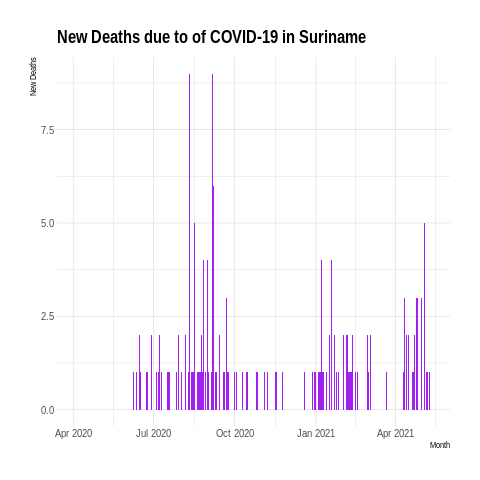 New Deaths due to of COVID-19 in Suriname
New Deaths
7.5
5.0
2.5
0.0
Apr 2020 Jul 2020 Oct 2020 Jan 2021 Apr 2021
Month